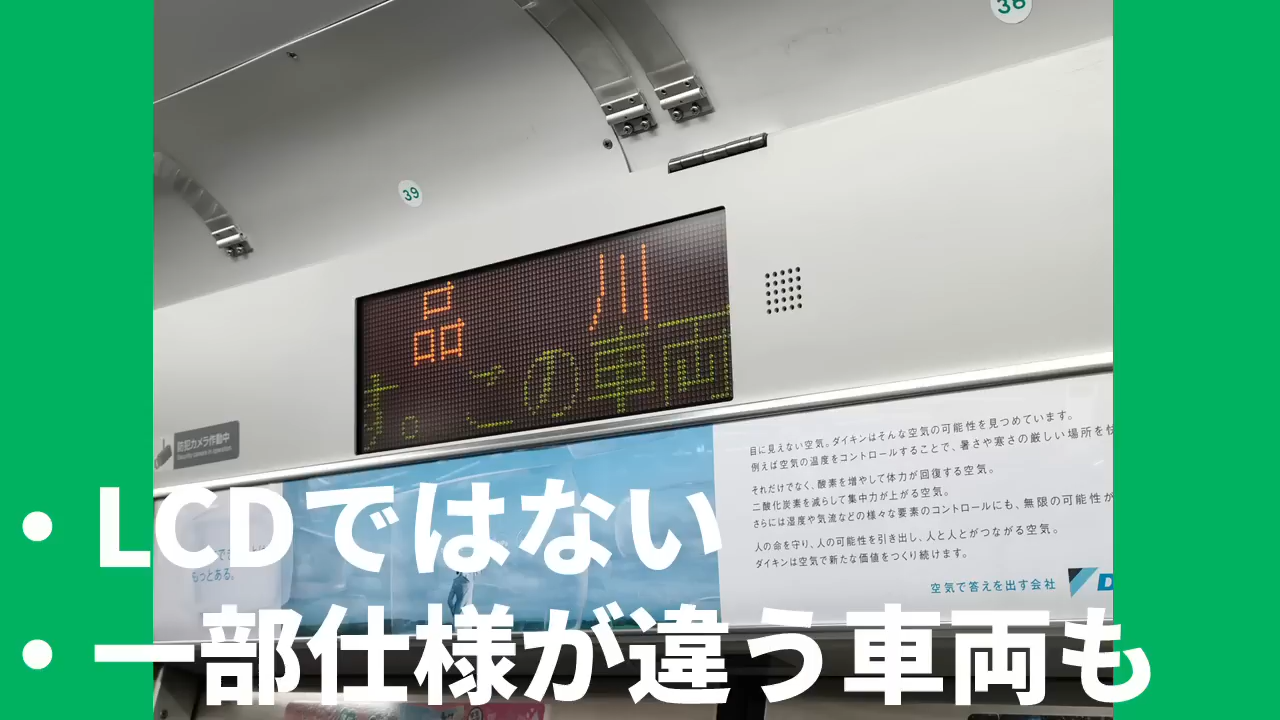 36
39
品 川
す。この車両
防犯カメラ作動中
Security camera in operation.
目に見えない空気。ダイキンはそんな空気の可能性を見つめています。
例えば空気の温度をコントロールすることで、暑さや寒さの厳しい場所を
それだけでなく、酸素を増やして体力が回復する空気。
二酸化炭素を減らして集中力が上がる空気。
さらには湿度や気流などの様々な要素のコントロールにも、無限の可能性が
人の命を守り、人の可能性を引き出し、人と人とがつながる空気。
ダイキンは空気で新たな価値をつくり続けます。
もっとある。
空気で答えを出す会社
D
・LCDではない
・一部仕様が違う車両も